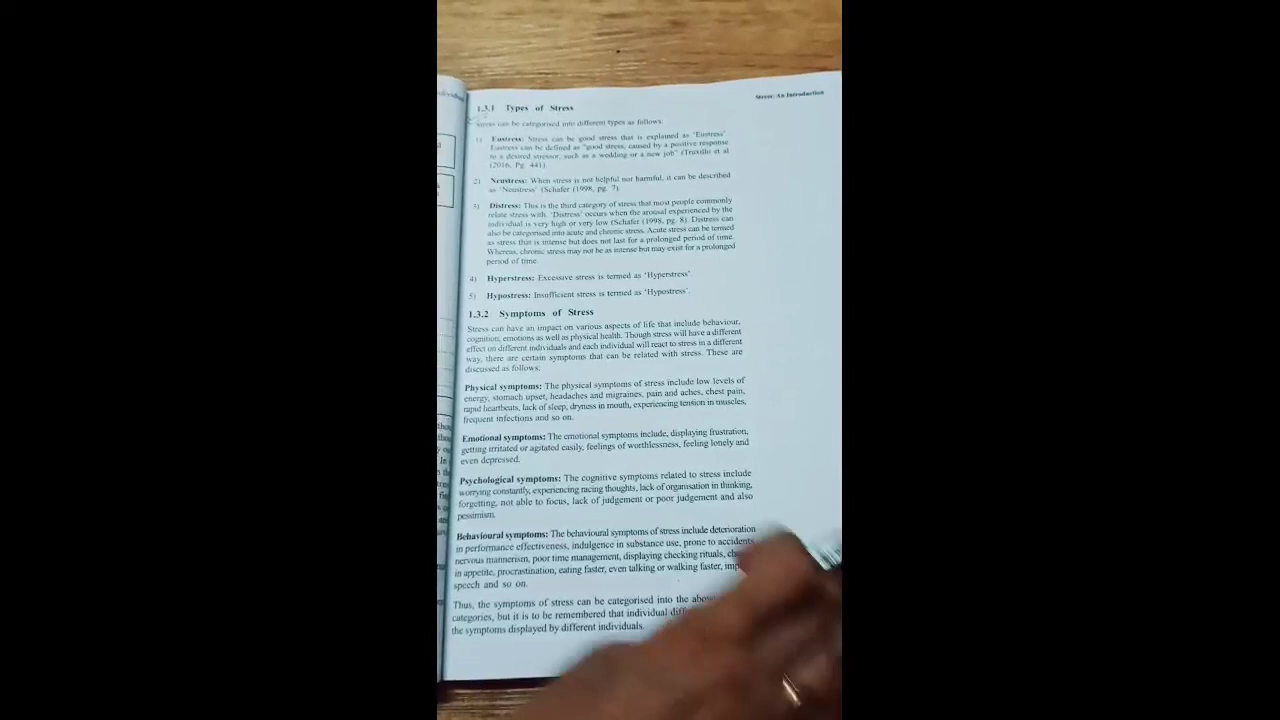 Stress: An Introduction
1.3.1 Types of Stress
Stress can be categorised into different types as follows:
1) Eustress: Stress can be good stress that is explained as 'Eustress'
Eustress can be defined as "good stress, caused by a positive response
to a desired stressor, such as a wedding or a new job" (Truxillo et al
(2016, Pg. 441).
2) Neustress: When stress is not helpful nor harmful, it can be described
as 'Neustress' (Schafer (1998, pg. 7).
3) Distress: This is the third category of stress that most people commonly
relate stress with. 'Distress' occurs when the arousal experienced by the
individual is very high or very low (Schafer (1998, pg. 8). Distress can
also be categorised into acute and chronic stress. Acute stress can be termed
as stress that is intense but does not last for a prolonged period of time.
Whereas, chronic stress may not be as intense but may exist for a prolonged
period of time.
4) Hyperstress: Excessive stress is termed as 'Hyperstress'.
5) Hypostress: Insufficient stress is termed as 'Hypostress'.
1.3.2 Symptoms of Stress
Stress can have an impact on various aspects of life that include behaviour,
cognition, emotions as well as physical health. Though stress will have a different
effect on different individuals and each individual will react to stress in a different
way, there are certain symptoms that can be related with stress. These are
discussed as follows:
Physical symptoms: The physical symptoms of stress include low levels of
energy, stomach upset, headaches and migraines, pain and aches, chest pain,
rapid heartbeats, lack of sleep, dryness in mouth, experiencing tension in muscles,
frequent infections and so on.
Emotional symptoms: The emotional symptoms include, displaying frustration,
getting irritated or agitated easily, feelings of worthlessness, feeling lonely and
even depressed.
Psychological symptoms: The cognitive symptoms related to stress include
worrying constantly, experiencing racing thoughts, lack of organisation in thinking,
forgetting, not able to focus, lack of judgement or poor judgement and also
pessimism.
Behavioural symptoms: The behavioural symptoms of stress include deterioration
in performance effectiveness, indulgence in substance use, prone to accidents,
nervous mannerism, poor time management, displaying checking rituals,
in appetite, procrastination, eating faster, even talking or walking faster,
speech and so on.
Thus, the symptoms of stress can be categorised into the above
categories, but it is to be remembered that individual
the symptoms displayed by different individuals.